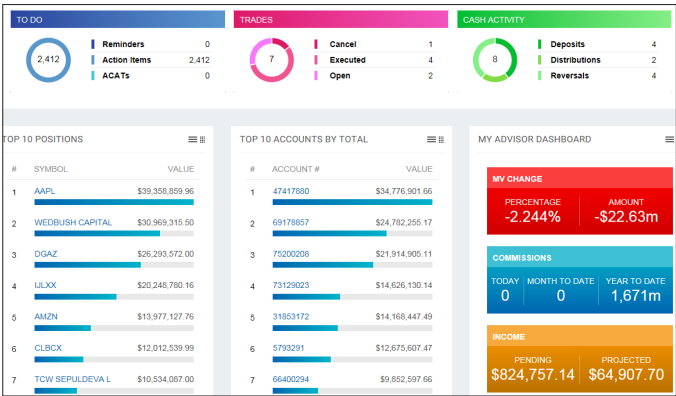 TO DO
2,412
Reminders 0
Action Items 2,412
ACATs 0
TRADES
7
Cancel 1
Executed 4
Open 2
CASH ACTIVITY
8
Deposits 4
Distributions 2
Reversals 4
TOP 10 POSITIONS
# SYMBOL VALUE
1 AAPL $39,358,859.96
2 WEDBUSH CAPITAL $30,969,315.50
3 DGAZ $26,293,572.00
4 IJLXX $20,248,780.16
5 AMZN $13,977,127.76
6 CLBCX $12,012,539.99
7 TCW SEPULDEVA L $10,534,087.00
TOP 10 ACCOUNTS BY TOTAL
# ACCOUNT # VALUE
1 47417880 $34,776,901.66
2 69178857 $24,782,255.17
3 75200208 $21,914,905.11
4 73129023 $14,626,130.14
5 31853172 $14,168,447.49
6 5793291 $12,675,607.47
7 66400294 $9,852,597.66
MY ADVISOR DASHBOARD
MV CHANGE
PERCENTAGE AMOUNT
-2.244% -$22.63m
COMMISSIONS
TODAY MONTH TO DATE YEAR TO DATE
0 0 1,671m
INCOME
PENDING PROJECTED
$824,757.14 $64,907.70